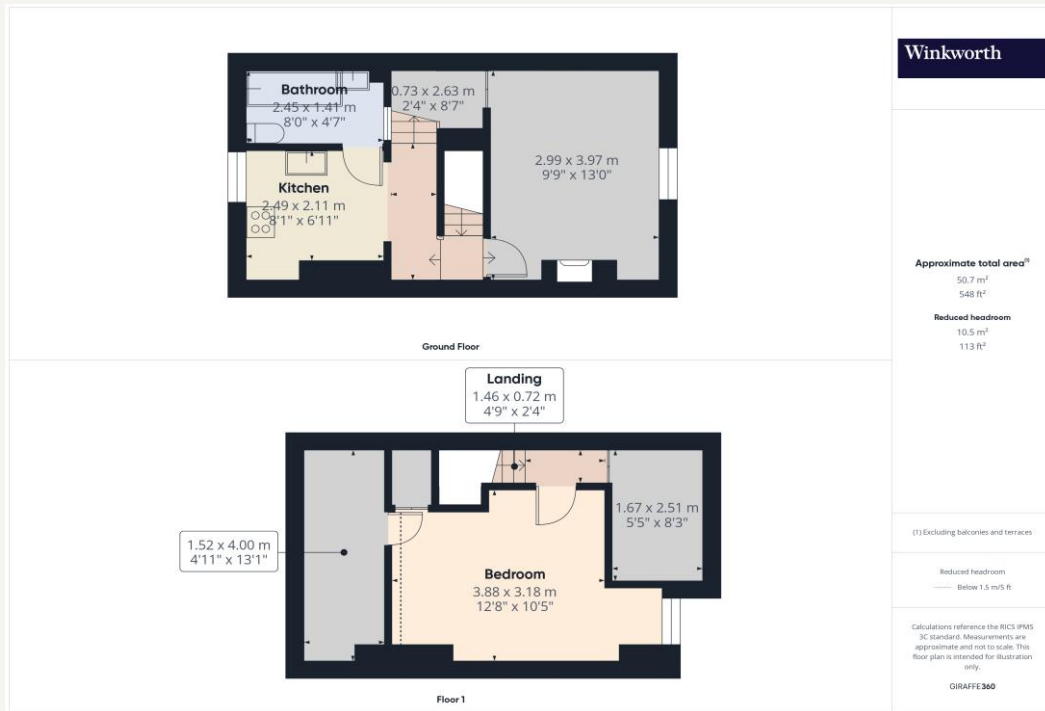 Winkworth
Bathroom
2.45 x 1.41 m
8'0" x 4'7"
0.73 x 2.63 m
2'4" x 8'7"
2.99 x 3.97 m
9'9" x 13'0"
Kitchen
2.49 x 2.11 m
8'1" x 6'11"
Ground Floor
Approximate total area(1)
50.7 m²
548 ft²
Reduced headroom
10.5 m²
113 ft²
Landing
1.46 x 0.72 m
4'9" x 2'4"
1.67 x 2.51 m
5'5" x 8'3"
1.52 x 4.00 m
4'11" x 13'1"
Bedroom
3.88 x 3.18 m
12'8" x 10'5"
Floor 1
(1) Excluding balconies and terraces
Reduced headroom
Below 1.5 m/5 ft
Calculations reference the RICS IPMS
3C standard. Measurements are
approximate and not to scale. This
floor plan is intended for illustration
only.
GIRAFFE360